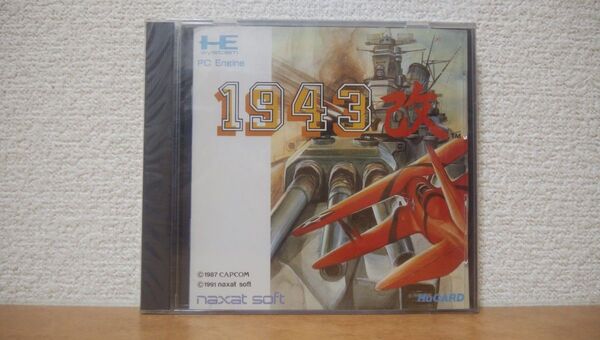 HE
SYSTEM
PC Engine
1943改
TM
©1987 CAPCOM
©1991 naxat soft
naxat soft
HuCARD